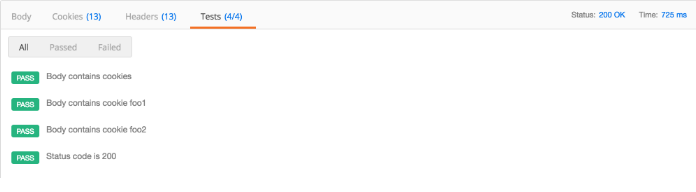 Body Cookies (13) Headers (13) Tests (4/4) Status: 200 OK Time: 725 ms
All Passed Failed
PASS Body contains cookies
PASS Body contains cookie foo1
PASS Body contains cookie foo2
PASS Status code is 200